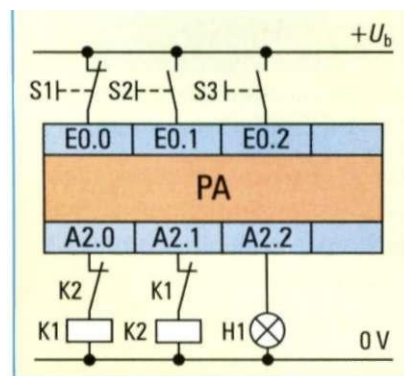 +Ub
S1 S2 S3
E0.0 E0.1 E0.2
PA
A2.0 A2.1 A2.2
K2 K1
K1 K2 H1 0 V